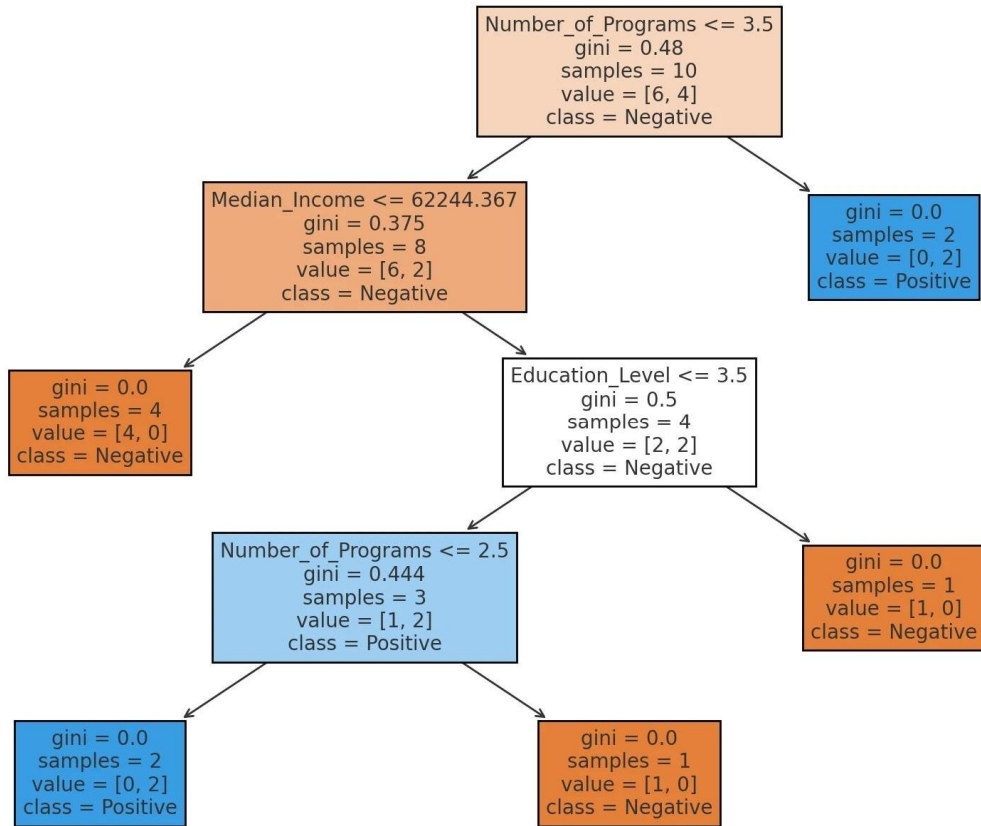 Number_of_Programs <= 3.5
gini = 0.48
samples = 10
value = [6, 4]
class = Negative
Median_Income <= 62244.367
gini = 0.375
samples = 8
value = [6, 2]
class = Negative
gini = 0.0
samples = 2
value = [0, 2]
class = Positive
gini = 0.0
samples = 4
value = [4, 0]
class = Negative
Education_Level <= 3.5
gini = 0.5
samples = 4
value = [2, 2]
class = Negative
Number_of_Programs <= 2.5
gini = 0.444
samples = 3
value = [1, 2]
class = Positive
gini = 0.0
samples = 1
value = [1, 0]
class = Negative
gini = 0.0
samples = 2
value = [0, 2]
class = Positive
gini = 0.0
samples = 1
value = [1, 0]
class = Negative